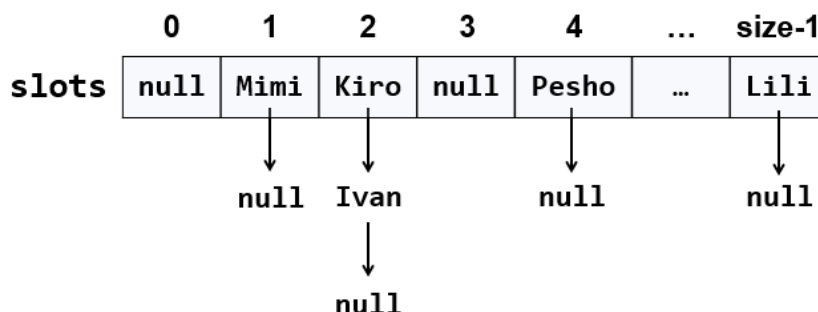 0 1 2 3 4 ... size-1
slots null Mimi Kiro null Pesho ... Lili
null Ivan null null
null